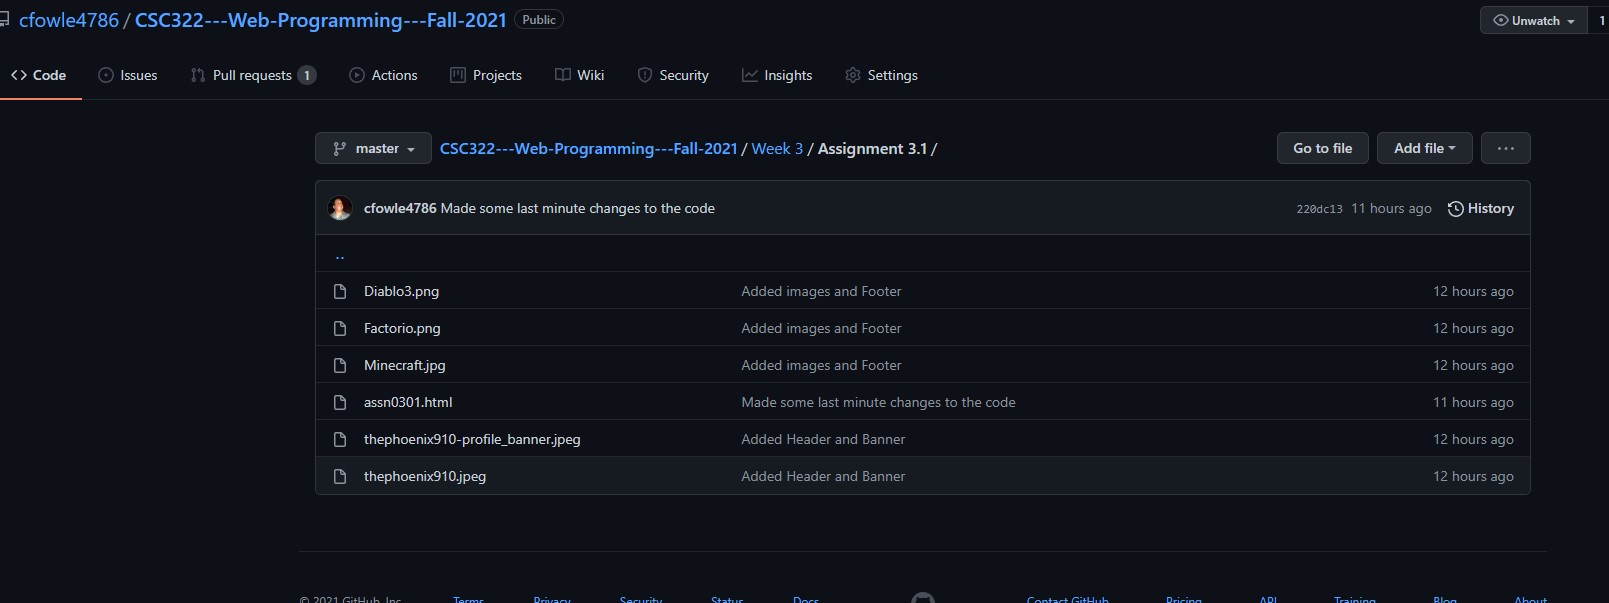 cfowle4786 / CSC322---Web-Programming---Fall-2021 Public
Unwatch 1
Code Issues Pull requests 1 Actions Projects Wiki Security Insights Settings
master CSC322---Web-Programming---Fall-2021 / Week 3 / Assignment 3.1 / Go to file Add file ...
cfowle4786 Made some last minute changes to the code 220dc13 11 hours ago History
..
Diablo3.png Added images and Footer 12 hours ago
Factorio.png Added images and Footer 12 hours ago
Minecraft.jpg Added images and Footer 12 hours ago
assn0301.html Made some last minute changes to the code 11 hours ago
thephoenix910-profile_banner.jpeg Added Header and Banner 12 hours ago
thephoenix910.jpeg Added Header and Banner 12 hours ago
© 2021 GitHub, Inc. Terms Privacy Security Status Docs Contact GitHub Pricing API Training Blog About